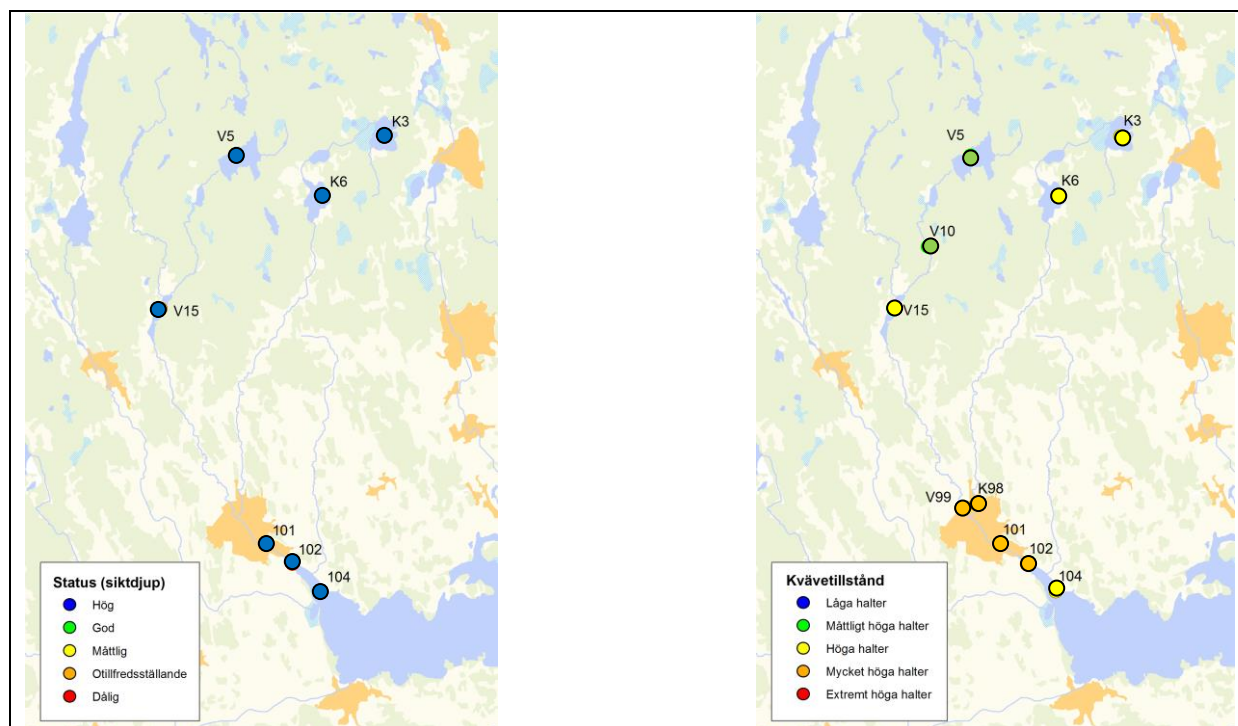 K3
V5
K6
V15
101
102
104
Status (siktdjup)
Hög
God
Måttlig
Otillfredsställande
Dålig
K3
V5
K6
V10
V15
V99
K98
101
102
104
Kvävetillstånd
Låga halter
Måttligt höga halter
Höga halter
Mycket höga halter
Extremt höga halter